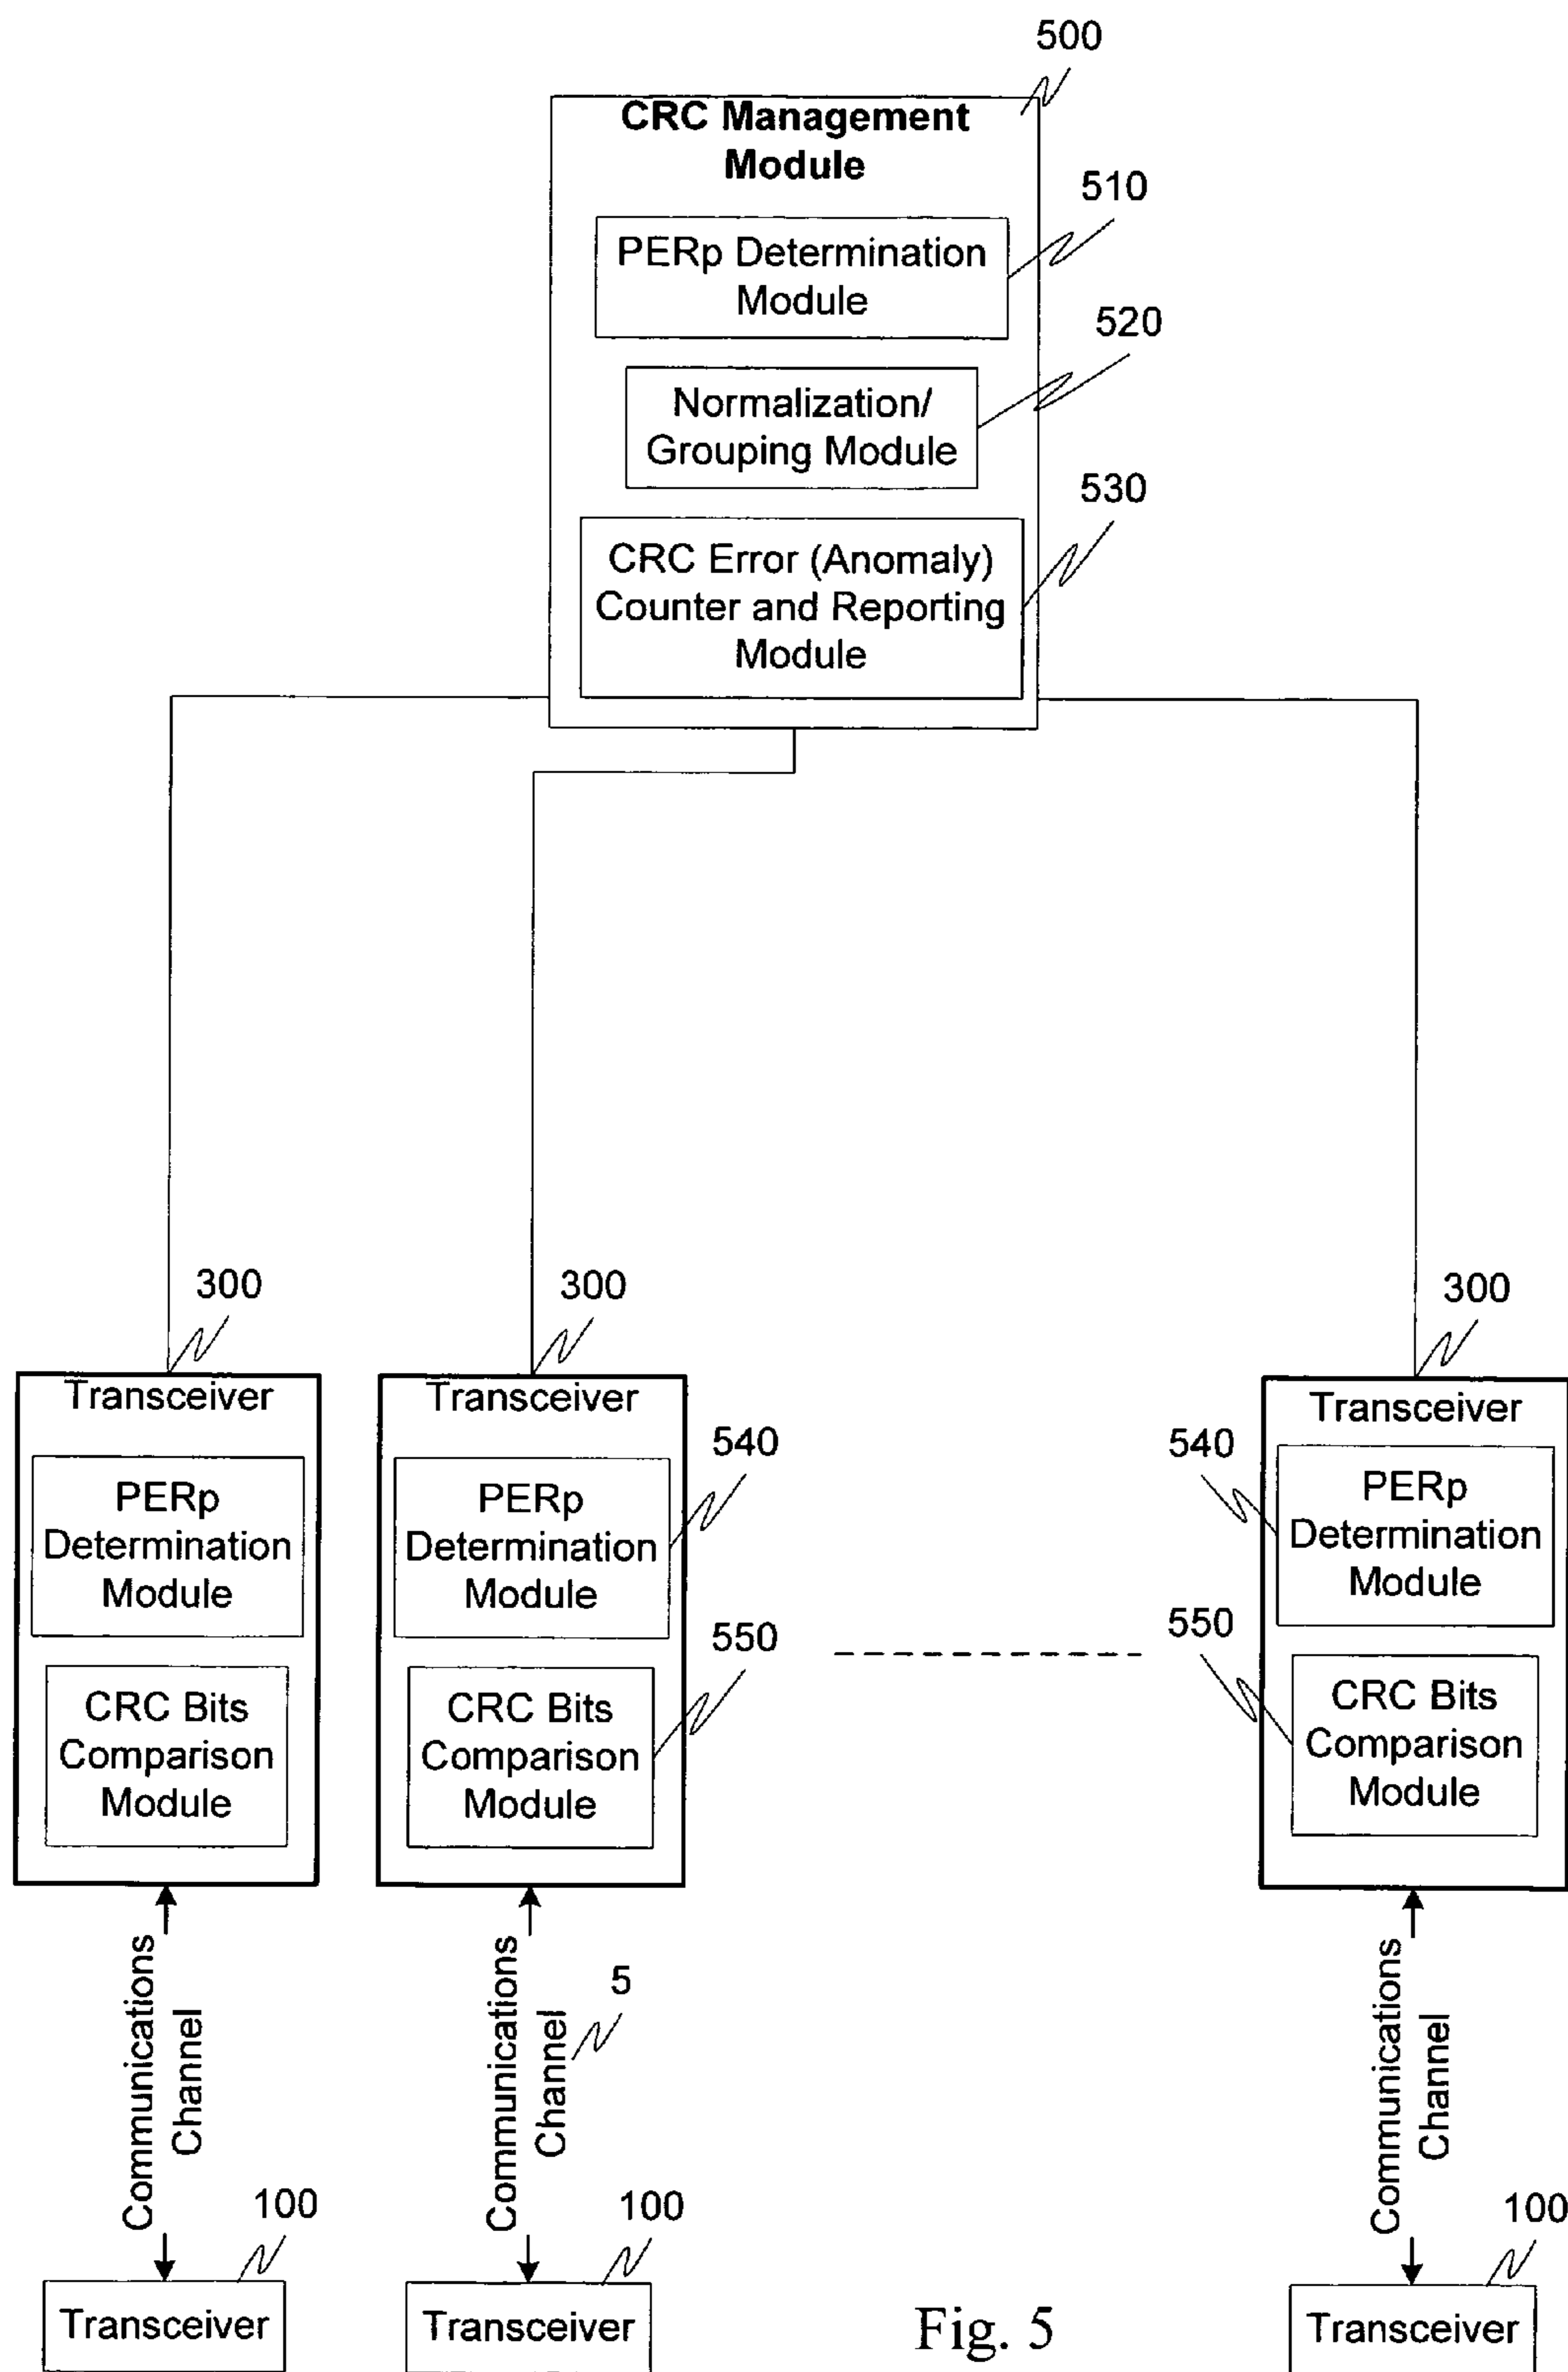 500
CRC Management
Module
510
PERp Determination
Module
520
Normalization/
Grouping Module
530
CRC Error (Anomaly)
Counter and Reporting
Module
300
Transceiver
PERp
Determination
Module
CRC Bits
Comparison
Module
Communications
Channel
100
Transceiver
300
Transceiver
540
PERp
Determination
Module
550
CRC Bits
Comparison
Module
Communications
Channel
5
100
Transceiver
300
Transceiver
540
PERp
Determination
Module
550
CRC Bits
Comparison
Module
Communications
Channel
100
Transceiver
Fig. 5